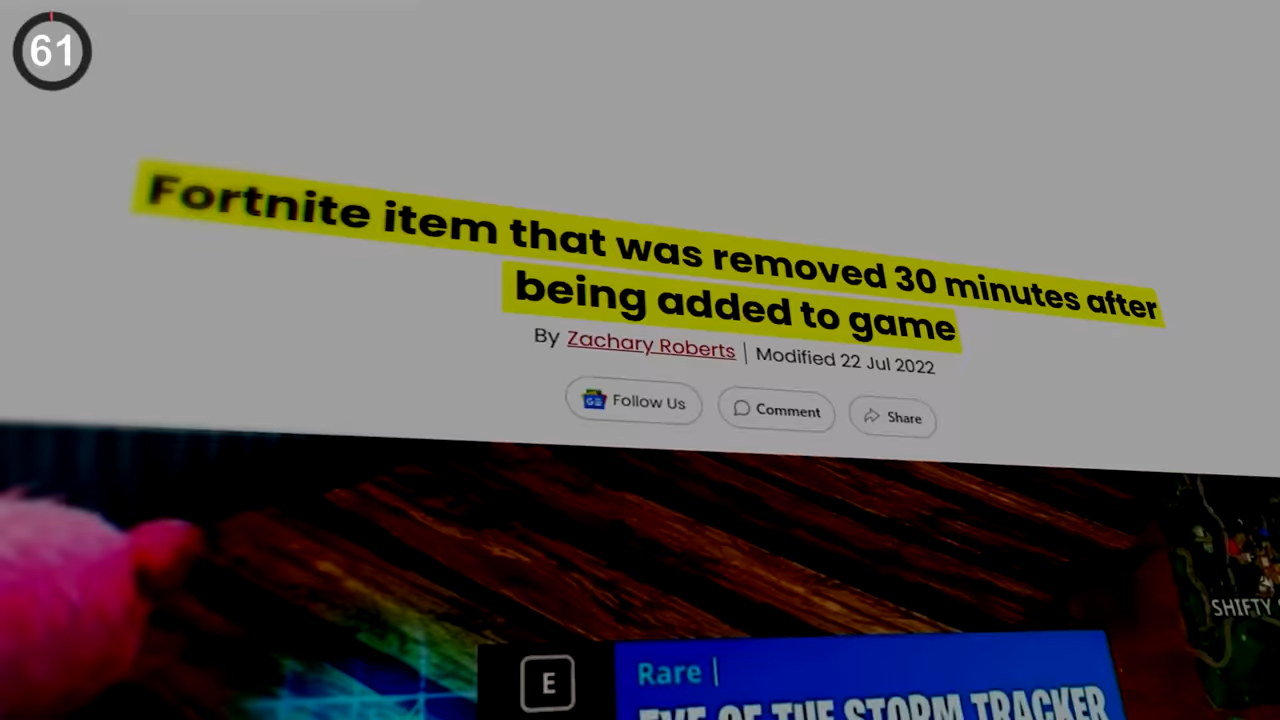 61
Fortnite item that was removed 30 minutes after
being added to game
By Zachary Roberts | Modified 22 Jul 2022
Follow Us
Comment
Share
SHIFTY
E
Rare |
EYE OF THE STORM TRACKER